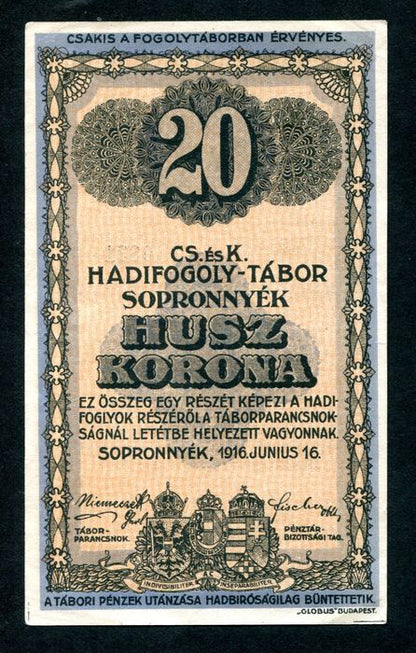 CSAKIS A FOGOLYTÁBORBAN ÉRVÉNYES.
20
CS. ÉS K.
HADIFOGOLY-TÁBOR
SOPRONNYÉK
HUSZ
KORONA
EZ ÖSSZEG EGY RÉSZÉT KÉPEZI A HADI-
FOGLYOK RÉSZÉRŐL A TÁBORPARANCSNOK-
SÁGNÁL LETÉTBE HELYEZETT VAGYONNAK.
SOPRONNYÉK, 1916. JUNIUS 16.
TÁBOR-
PARANCSNOK.
PÉNZTÁR-
BIZOTTSÁGI TAG.
INDIVISIBILITER INSEPARABILITER
A TÁBORI PÉNZEK UTÁNZÁSA HADBIRÓSÁGILAG BÜNTETTETIK.
„GLOBUS" BUDAPEST.